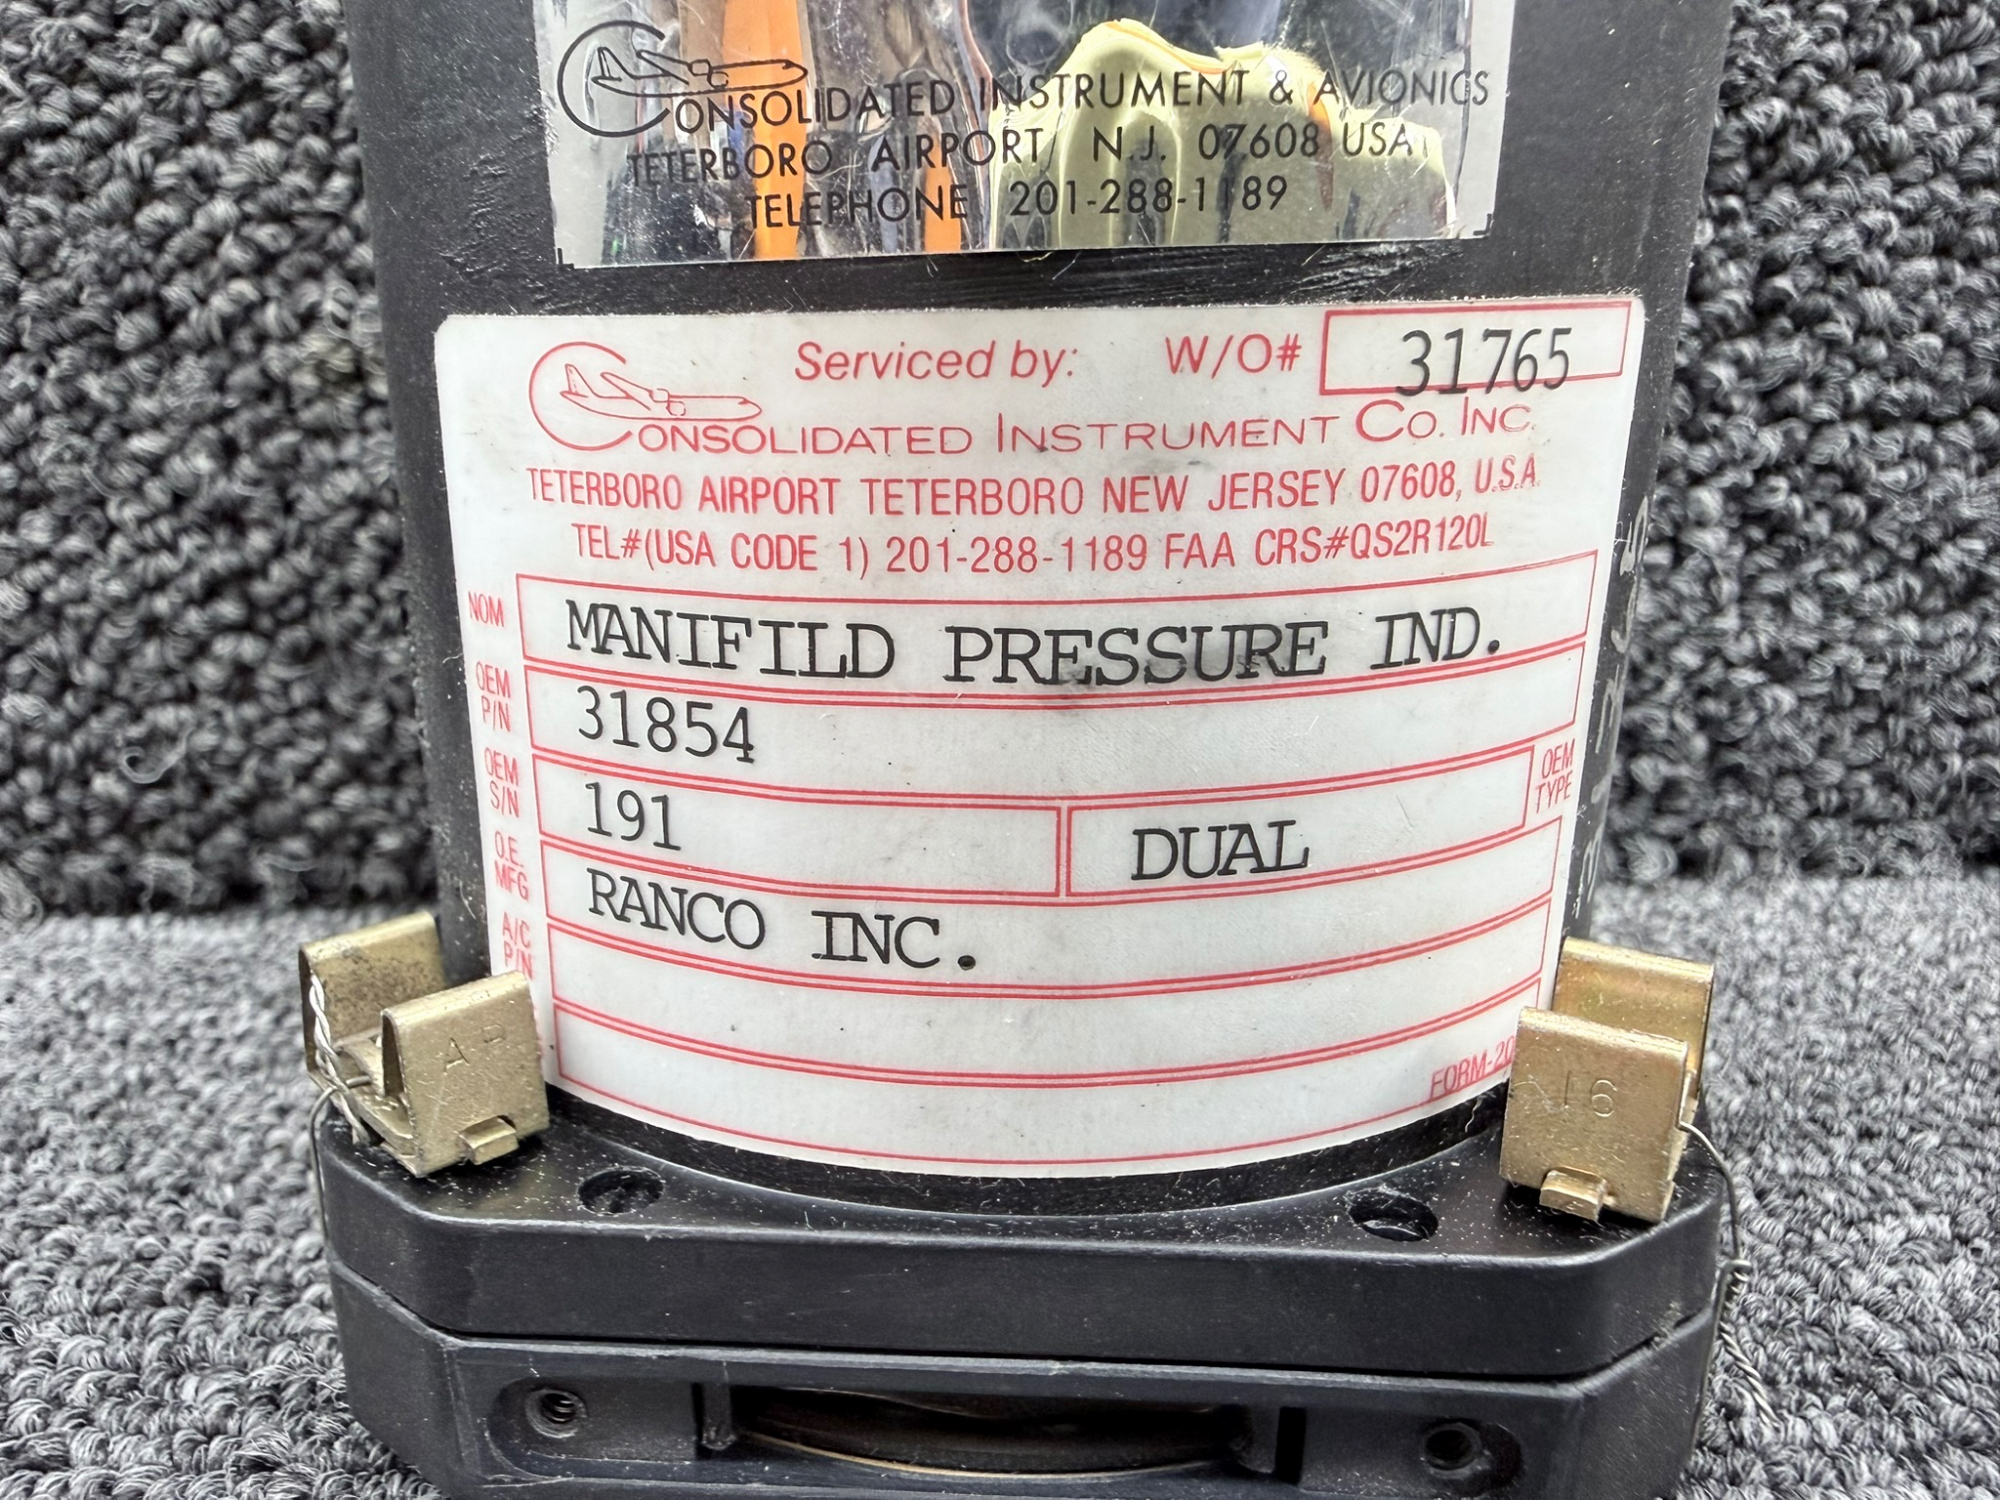 CONSOLIDATED INSTRUMENT & AVIONICS
TETERBORO AIRPORT, N.J. 07608 USA
TELEPHONE 201-288-1189
Serviced by: W/O# 31765
CONSOLIDATED INSTRUMENT CO. INC.
TETERBORO AIRPORT TETERBORO NEW JERSEY 07608, U.S.A.
TEL#(USA CODE 1) 201-288-1189 FAA CRS#QS2R120L
NOM MANIFILD PRESSURE IND.
OEM P/N 31854
OEM S/N 191 DUAL OEM TYPE
O.E. MFG RANCO INC.
A/C P/N
FORM-20
16